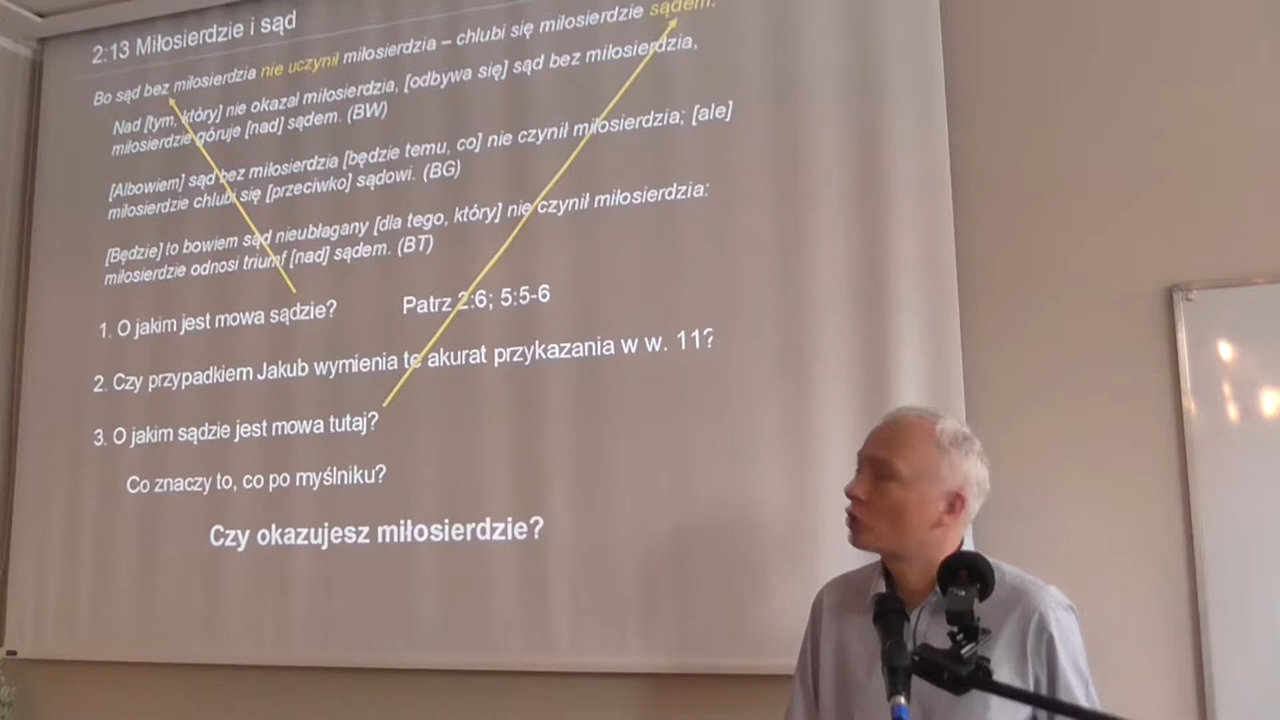 2:13 Miłosierdzie i sąd
Bo sąd bez miłosierdzia nie uczynił miłosierdzia – chlubi się miłosierdzie sądem.
Nad [tym, który] nie okazał miłosierdzia, [odbywa się] sąd bez miłosierdzia,
miłosierdzie góruje [nad] sądem. (BW)
[Albowiem] sąd bez miłosierdzia [będzie temu, co] nie czynił miłosierdzia; [ale]
miłosierdzie chlubi się [przeciwko] sądowi. (BG)
[Będzie] to bowiem sąd nieubłagany [dla tego, który] nie czynił miłosierdzia:
miłosierdzie odnosi triumf [nad] sądem. (BT)
1. O jakim jest mowa sądzie? Patrz 2:6; 5:5-6
2. Czy przypadkiem Jakub wymienia te akurat przykazania w w. 11?
3. O jakim sądzie jest mowa tutaj?
Co znaczy to, co po myślniku?
Czy okazujesz miłosierdzie?